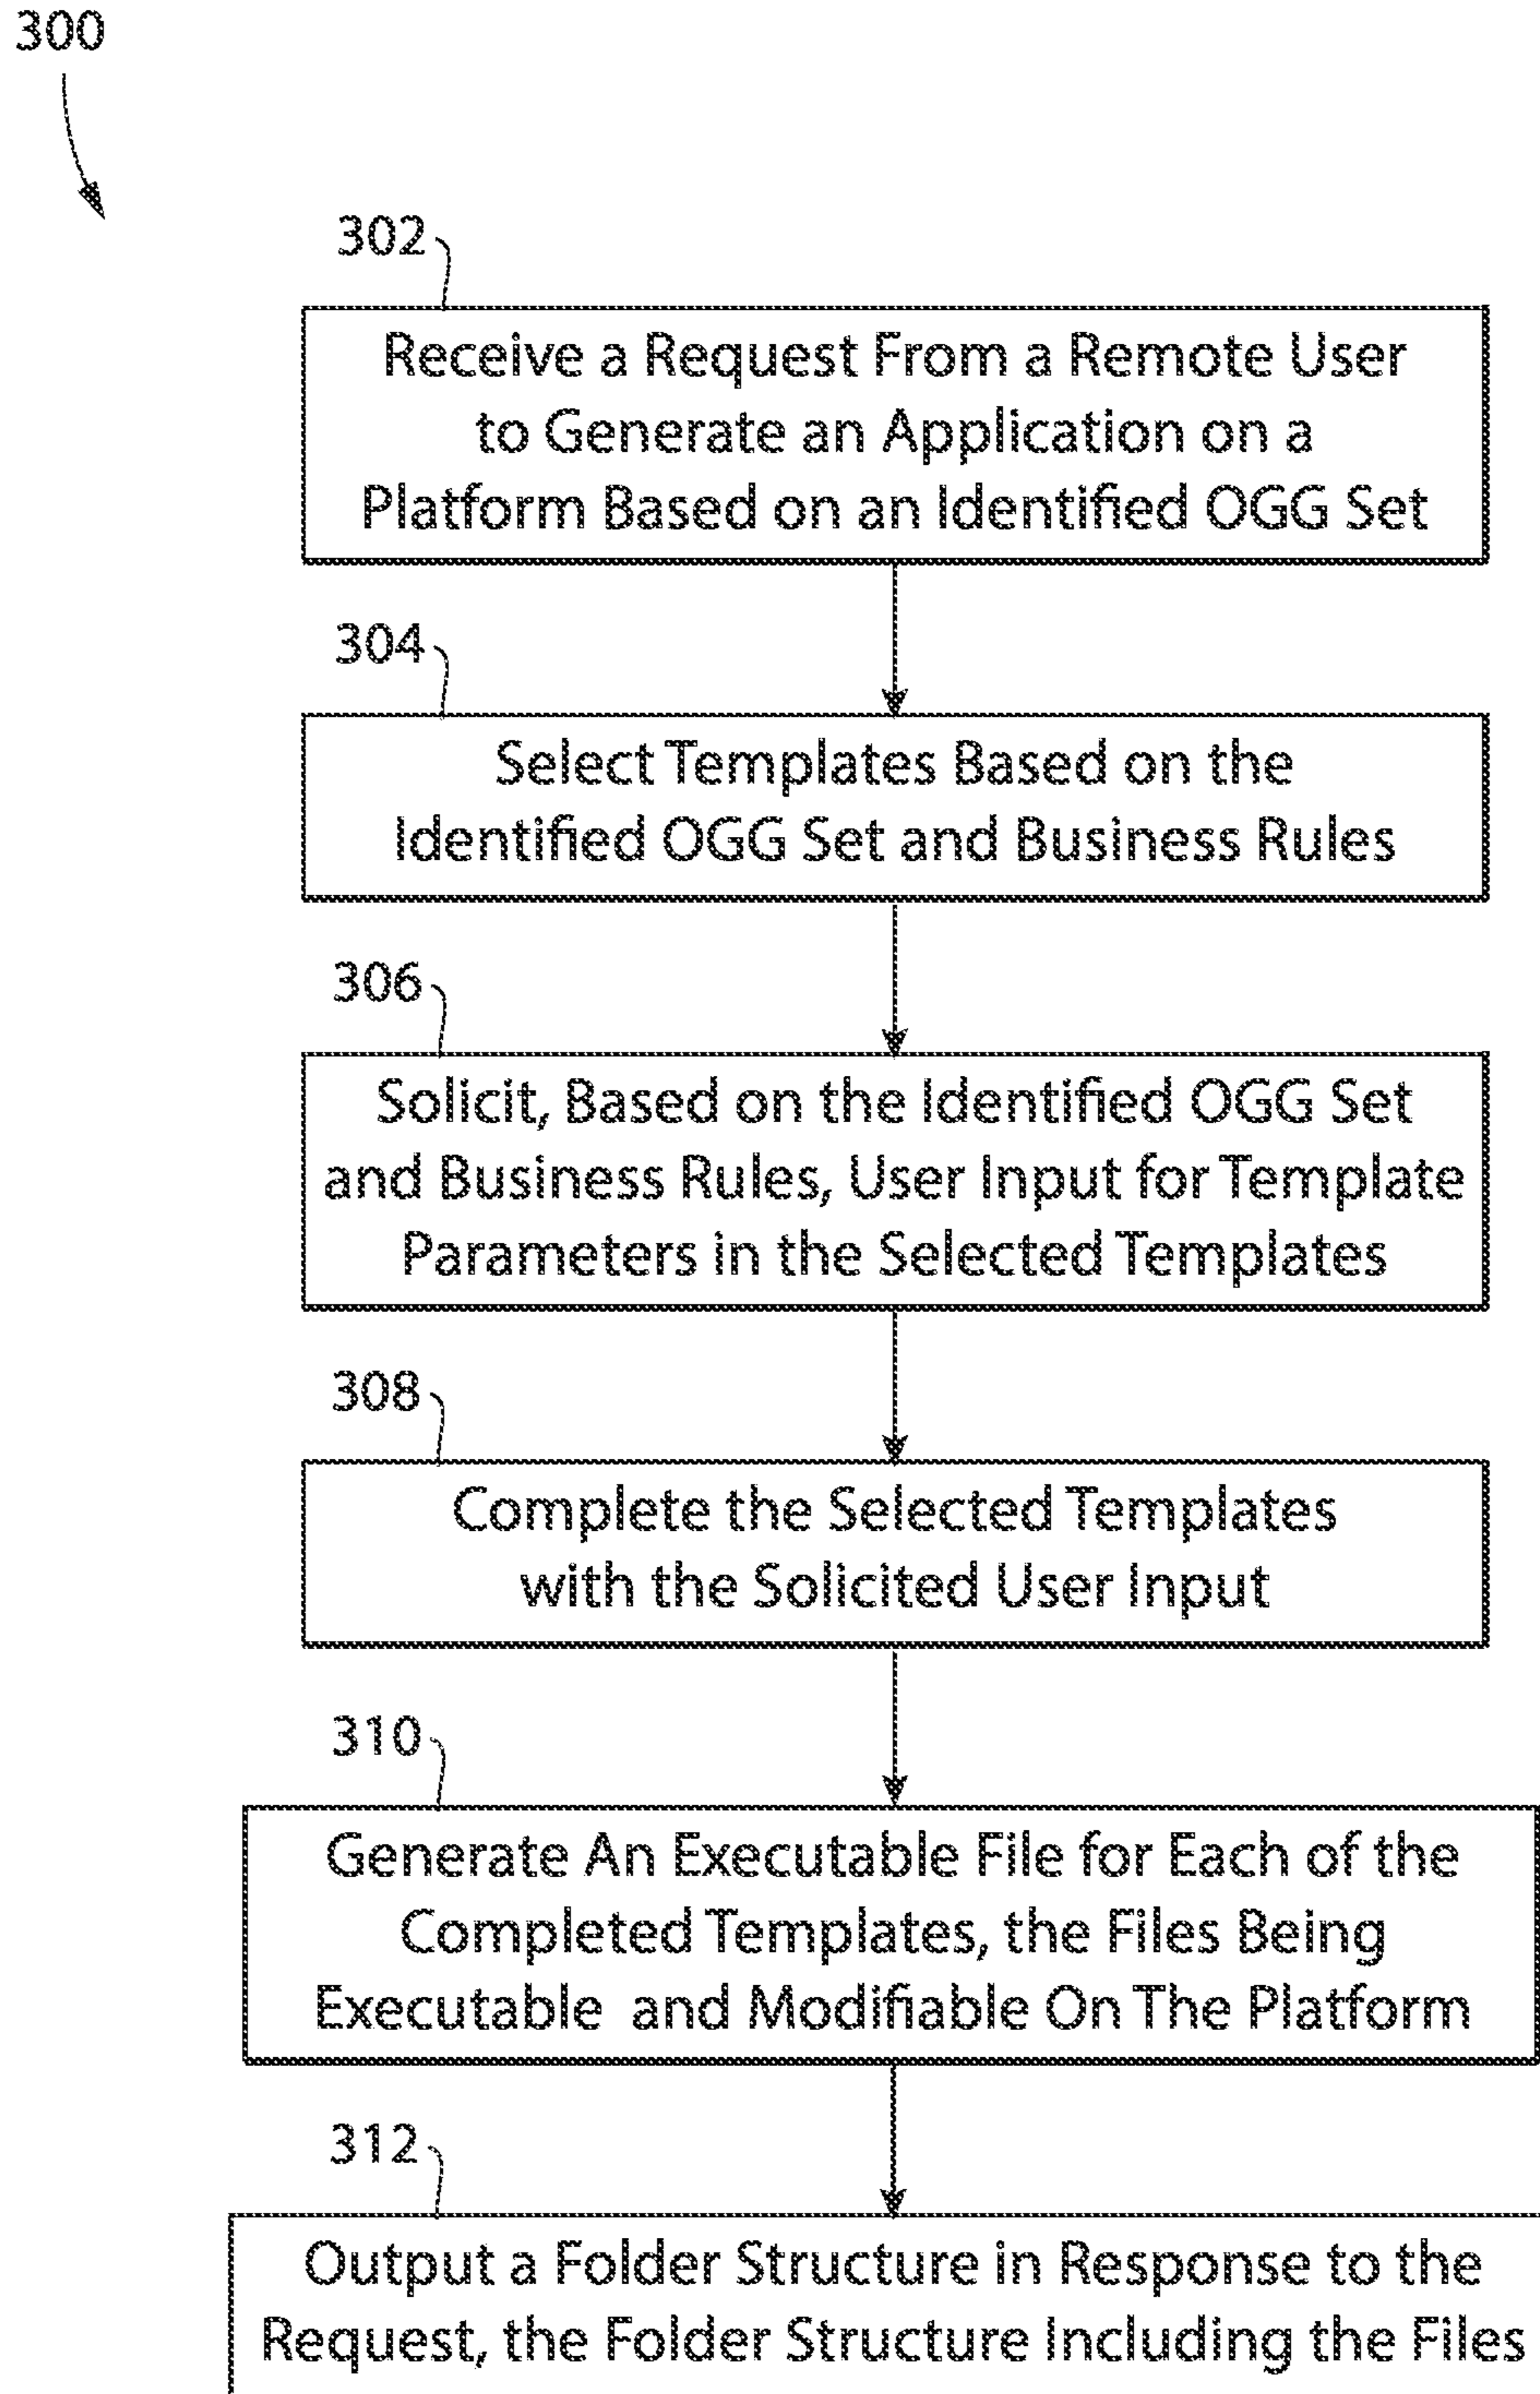 300
302
Receive a Request From a Remote User
to Generate an Application on a
Platform Based on an Identified OGG Set
304
Select Templates Based on the
Identified OGG Set and Business Rules
306
Solicit, Based on the Identified OGG Set
and Business Rules, User Input for Template
Parameters in the Selected Templates
308
Complete the Selected Templates
with the Solicited User Input
310
Generate An Executable File for Each of the
Completed Templates, the Files Being
Executable and Modifiable On The Platform
312
Output a Folder Structure in Response to the
Request, the Folder Structure Including the Files